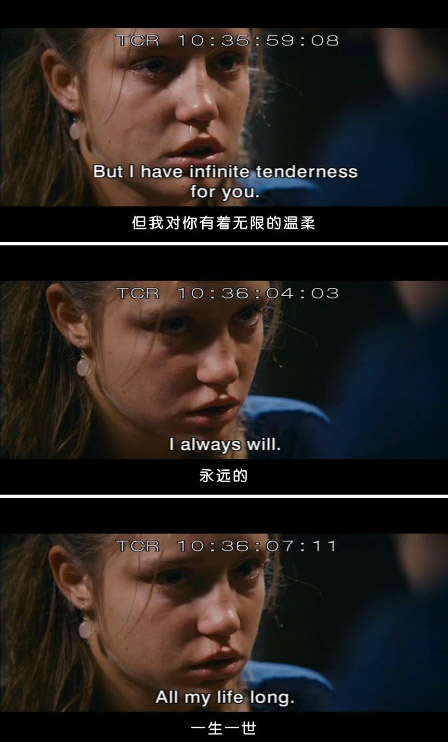 TCR 10:35:59:08
But I have infinite tenderness
for you.
但我对你有着无限的温柔
TCR 10:36:04:03
I always will.
永远的
TCR 10:36:07:11
All my life long.
一生一世